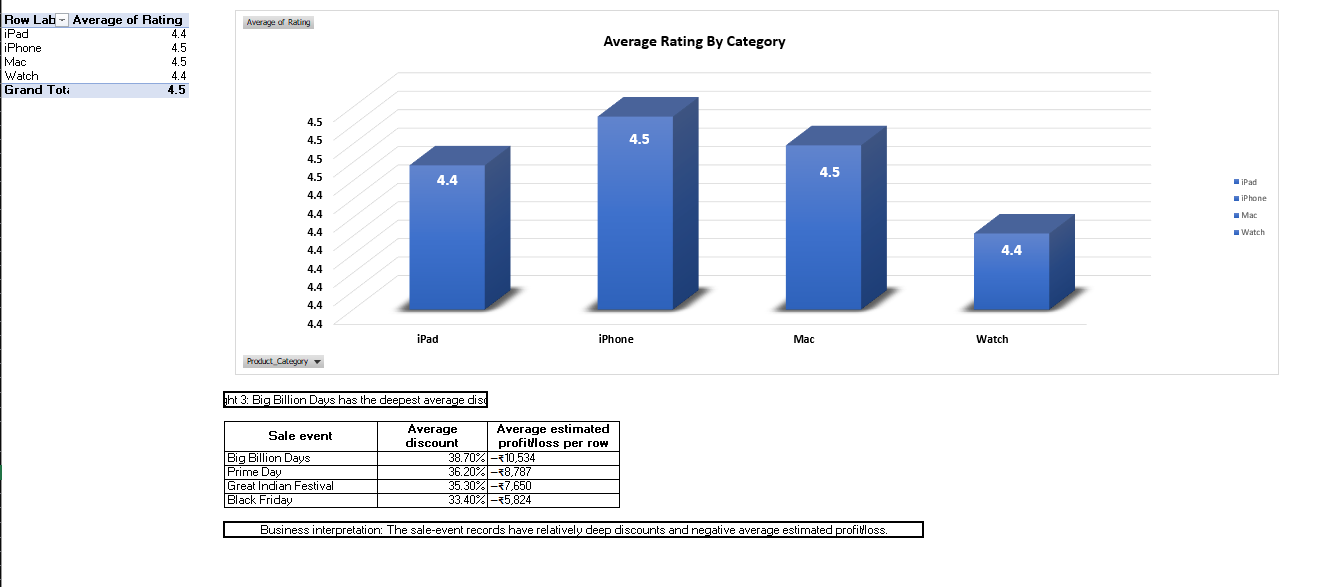 Row Lab Average of Rating
iPad 4.4
iPhone 4.5
Mac 4.5
Watch 4.4
Grand Tot 4.5
Average of Rating
Average Rating By Category
4.5
4.5
4.5
4.5
4.4
4.4
4.4
4.4
4.4
4.4
4.4
4.4
4.4
4.5
4.5
4.4
iPad
iPhone
Mac
Watch
iPad iPhone Mac Watch
Product_Category
ght 3: Big Billion Days has the deepest average disc
Sale event Average discount Average estimated profit/loss per row
Big Billion Days 38.70% −₹10,534
Prime Day 36.20% −₹8,787
Great Indian Festival 35.30% −₹7,650
Black Friday 33.40% −₹5,824
Business interpretation: The sale-event records have relatively deep discounts and negative average estimated profit/loss.